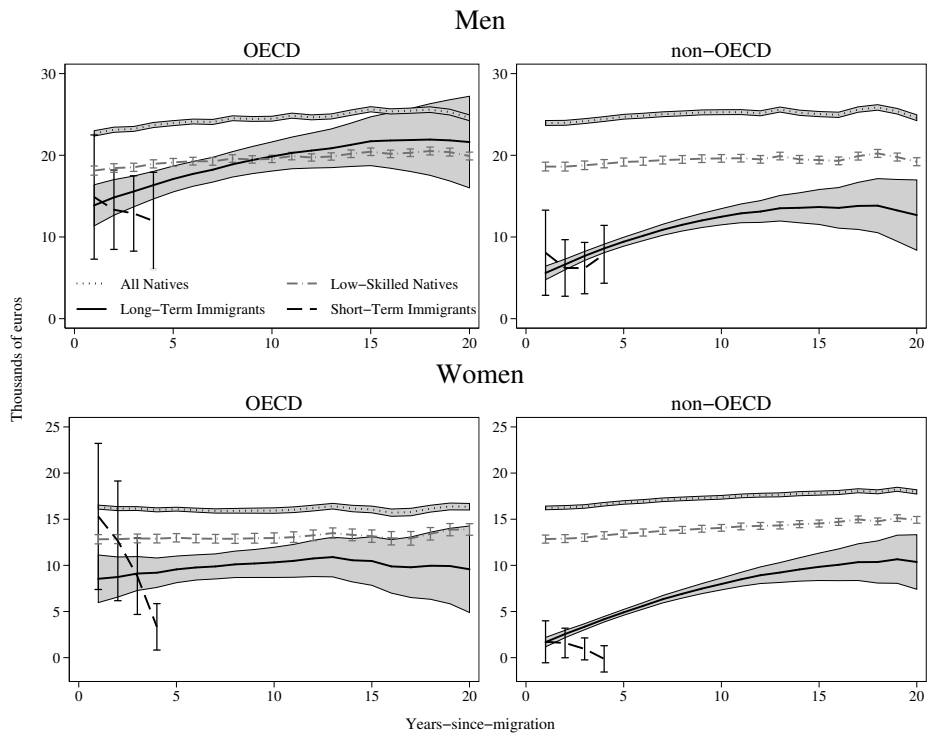 Men
OECD
non−OECD
30
20
10
0
30
20
10
0
All Natives
Low−Skilled Natives
Long−Term Immigrants
Short−Term Immigrants
0 5 10 15 20
0 5 10 15 20
Thousands of euros
Women
OECD
non−OECD
25
20
15
10
5
0
25
20
15
10
5
0
0 5 10 15 20
0 5 10 15 20
Years−since−migration